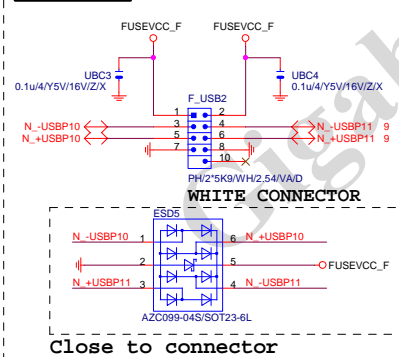 FUSEVCC_F FUSEVCC_F
UBC3 UBC4
0.1u/4/Y5V/16V/Z/X 0.1u/4/Y5V/16V/Z/X
F_USB2
1 2
N_-USBP10 3 4 N_-USBP11 9
N_+USBP10 5 6 N_+USBP11 9
7 8
10
PH/2*5K9/WH/2.54/VA/D
WHITE CONNECTOR
ESD5
N_-USBP10 1 6 N_+USBP10
2 5 FUSEVCC_F
N_+USBP11 3 4 N_-USBP11
AZC099-04S/SOT23-6L
Close to connector
Gigab